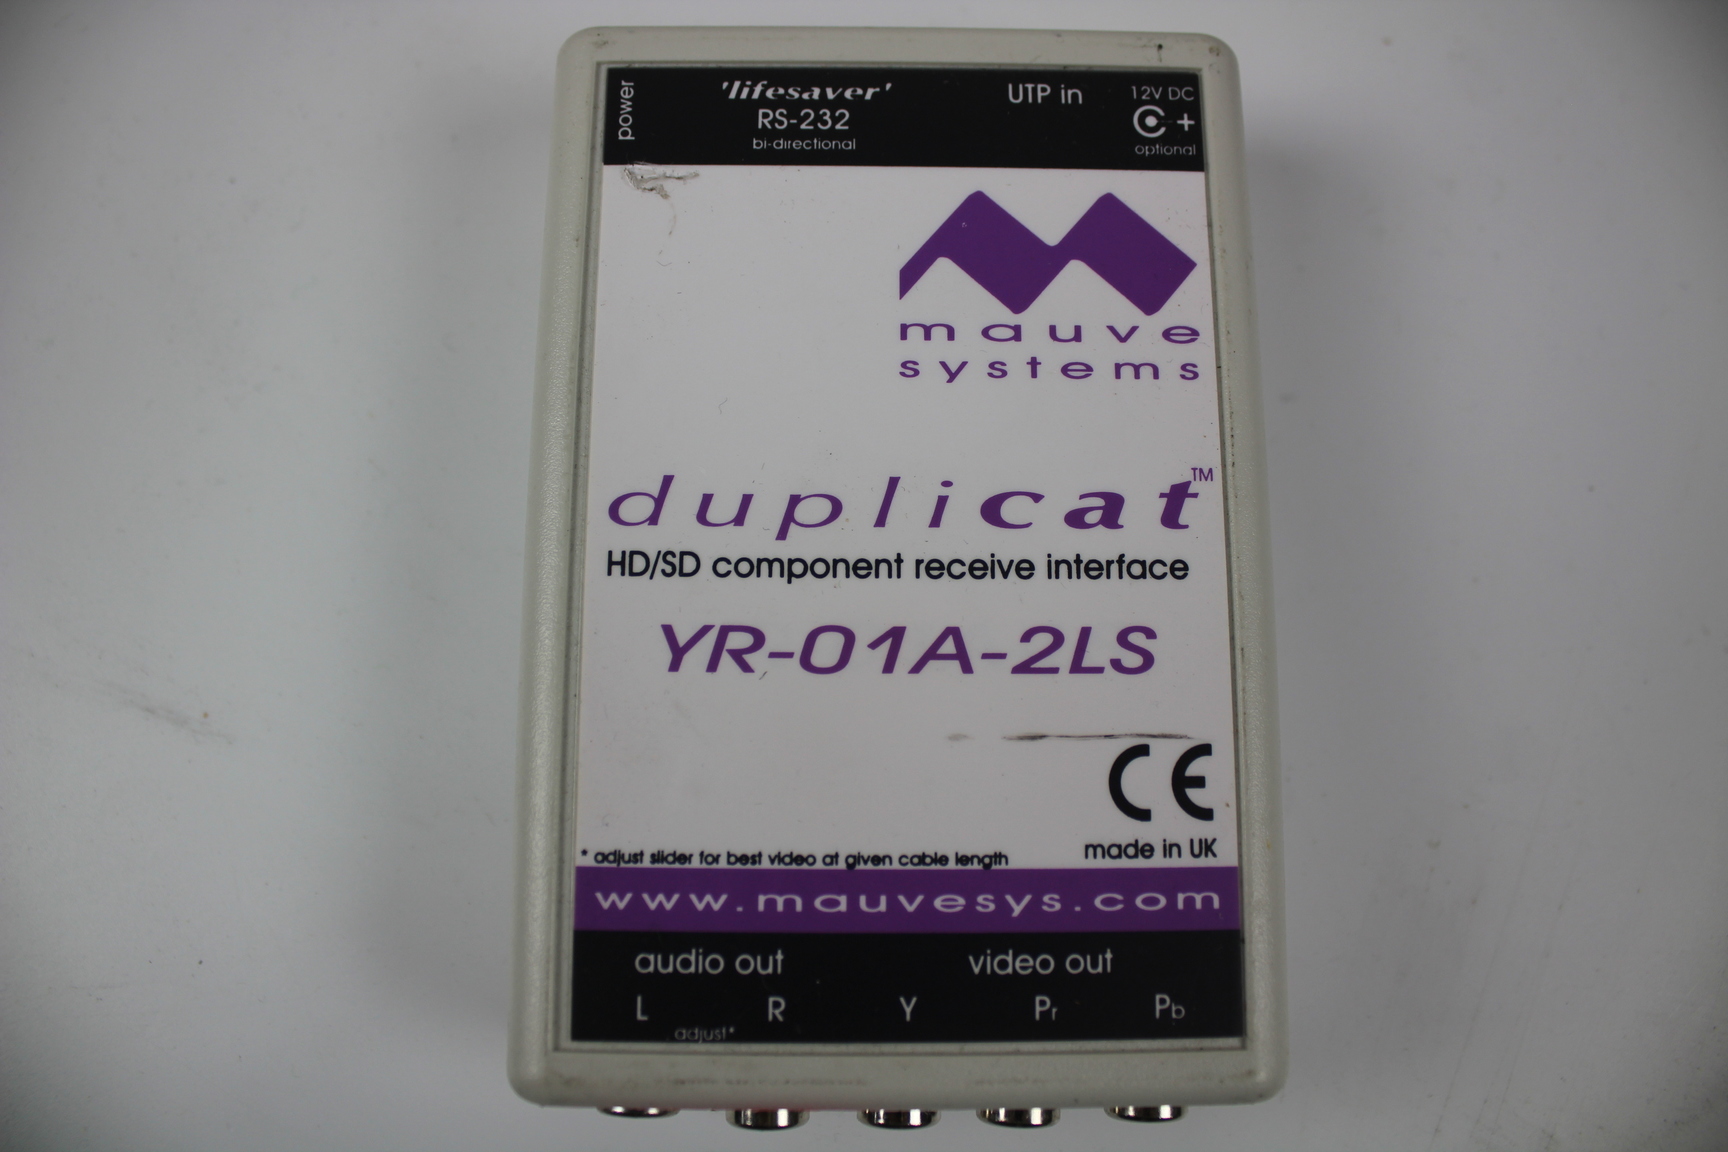 power
'lifesaver'
RS-232
bi-directional
UTP in
12V DC
+
optional
mauve
systems
duplicat™
HD/SD component receive interface
YR-01A-2LS
CE
made in UK
* adjust slider for best video at given cable length
www.mauvesys.com
audio out video out
L R Y Pr Pb
adjust*